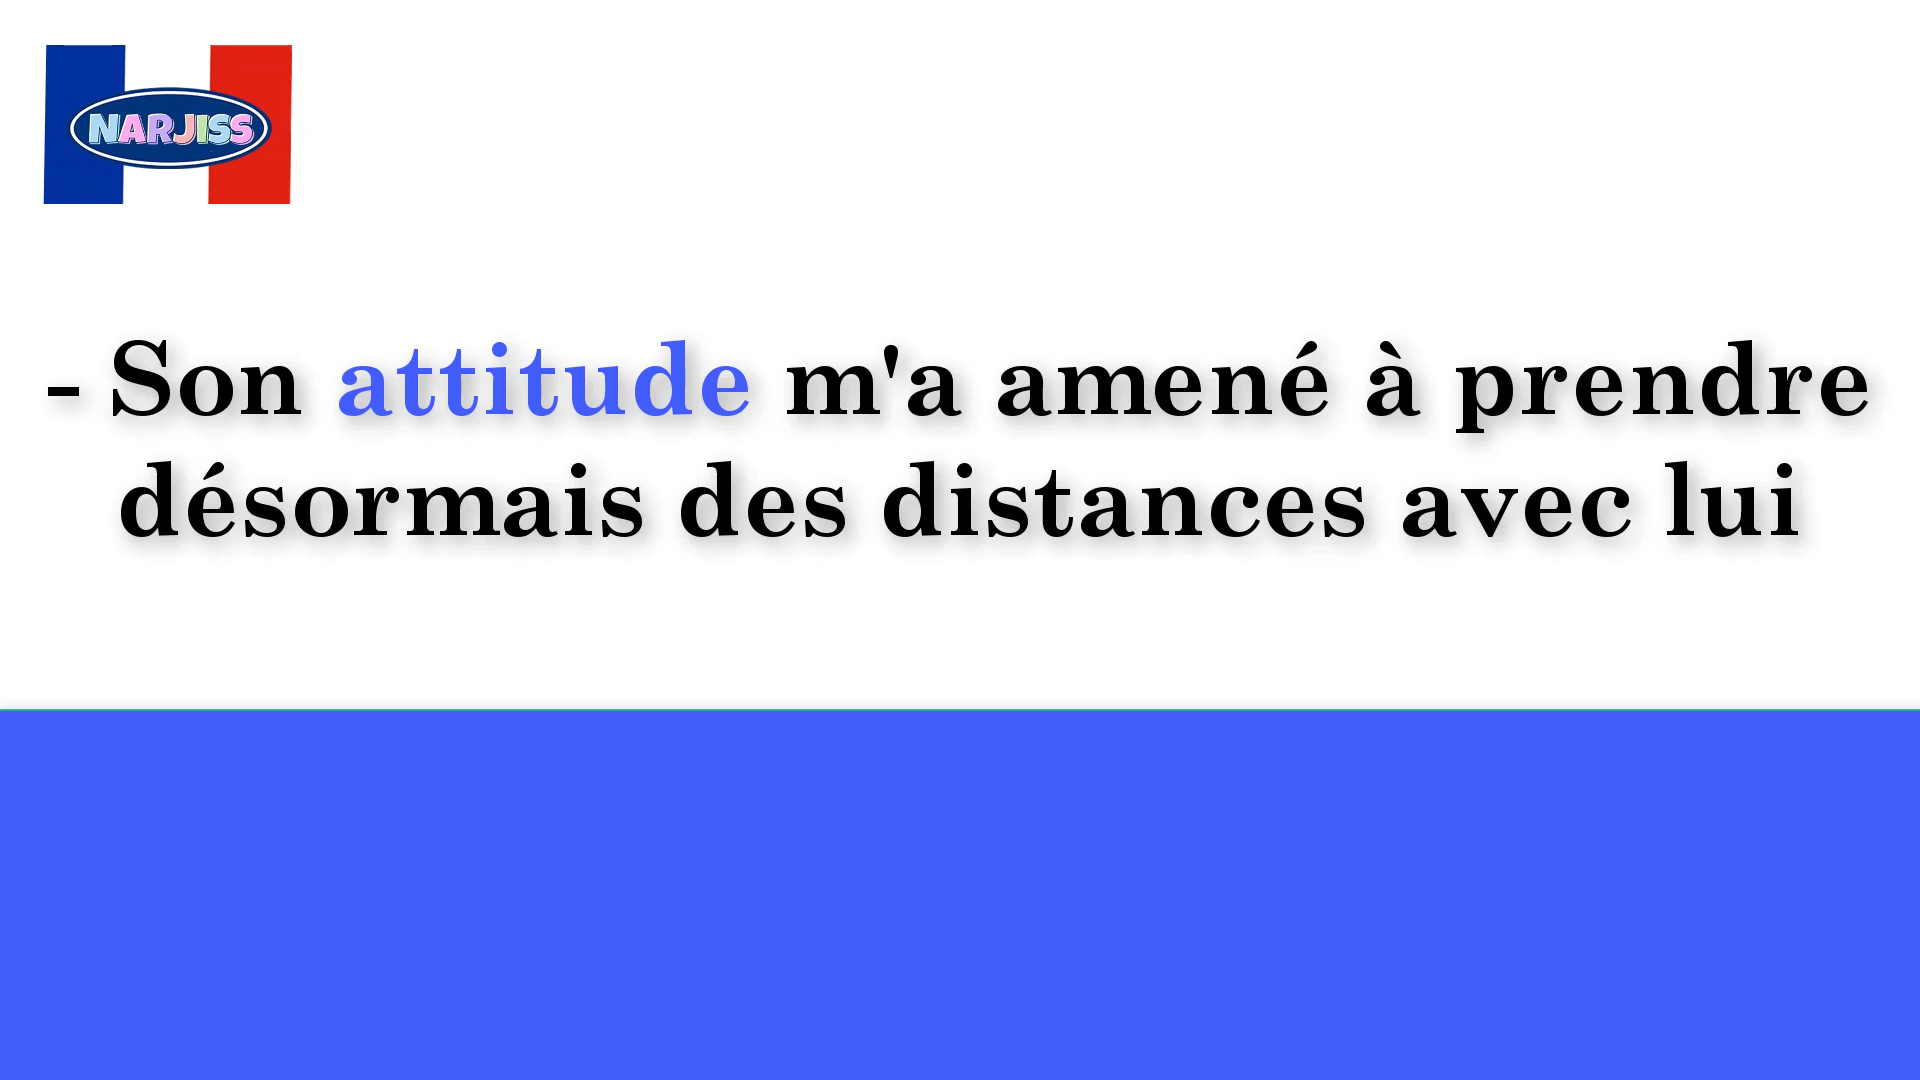 NARJISS
- Son attitude m'a amené à prendre
désormais des distances avec lui